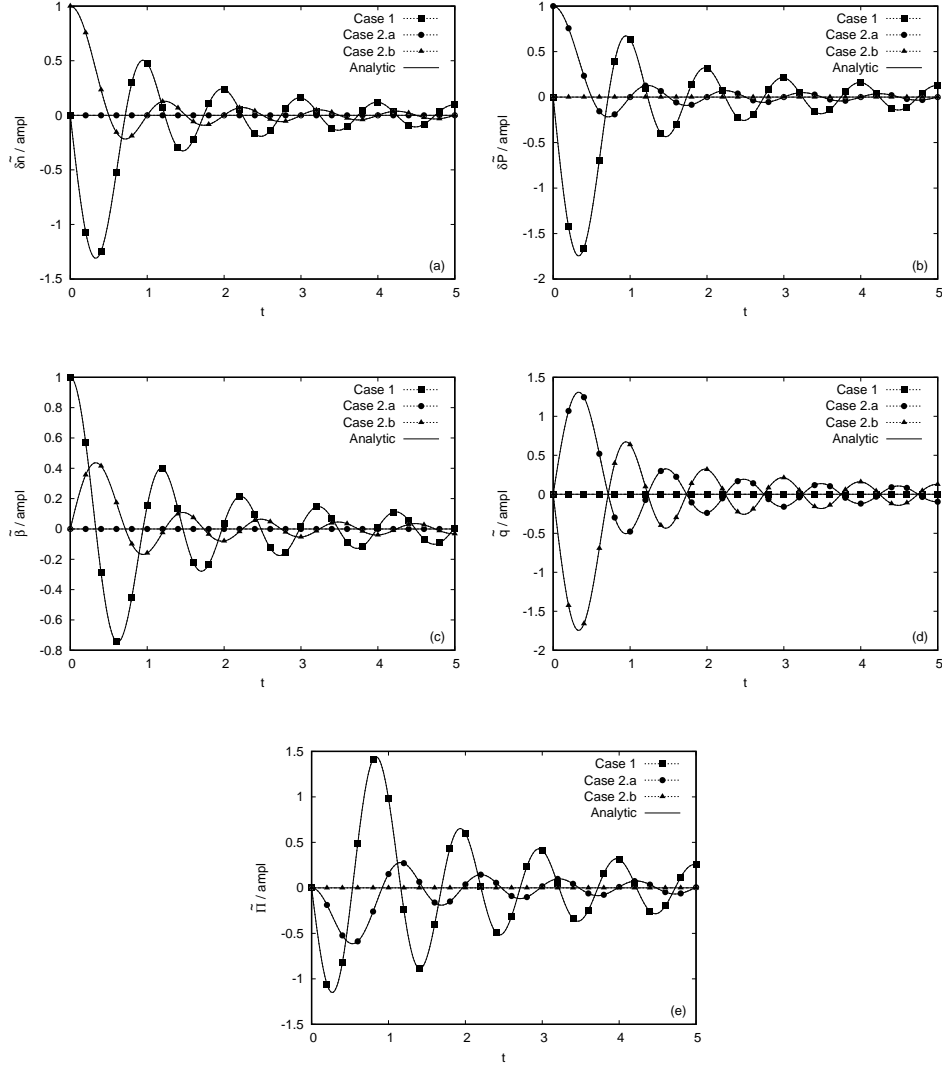 1
0.5
0
-0.5
-1
-1.5
0 1 2 3 4 5
δñ / ampl
t
Case 1
Case 2.a
Case 2.b
Analytic
(a)
1
0.5
0
-0.5
-1
-1.5
-2
0 1 2 3 4 5
δP̃ / ampl
t
Case 1
Case 2.a
Case 2.b
Analytic
(b)
1
0.8
0.6
0.4
0.2
0
-0.2
-0.4
-0.6
-0.8
0 1 2 3 4 5
β̃ / ampl
t
Case 1
Case 2.a
Case 2.b
Analytic
(c)
1.5
1
0.5
0
-0.5
-1
-1.5
-2
0 1 2 3 4 5
q̃ / ampl
t
Case 1
Case 2.a
Case 2.b
Analytic
(d)
1.5
1
0.5
0
-0.5
-1
-1.5
0 1 2 3 4 5
Π̃ / ampl
t
Case 1
Case 2.a
Case 2.b
Analytic
(e)